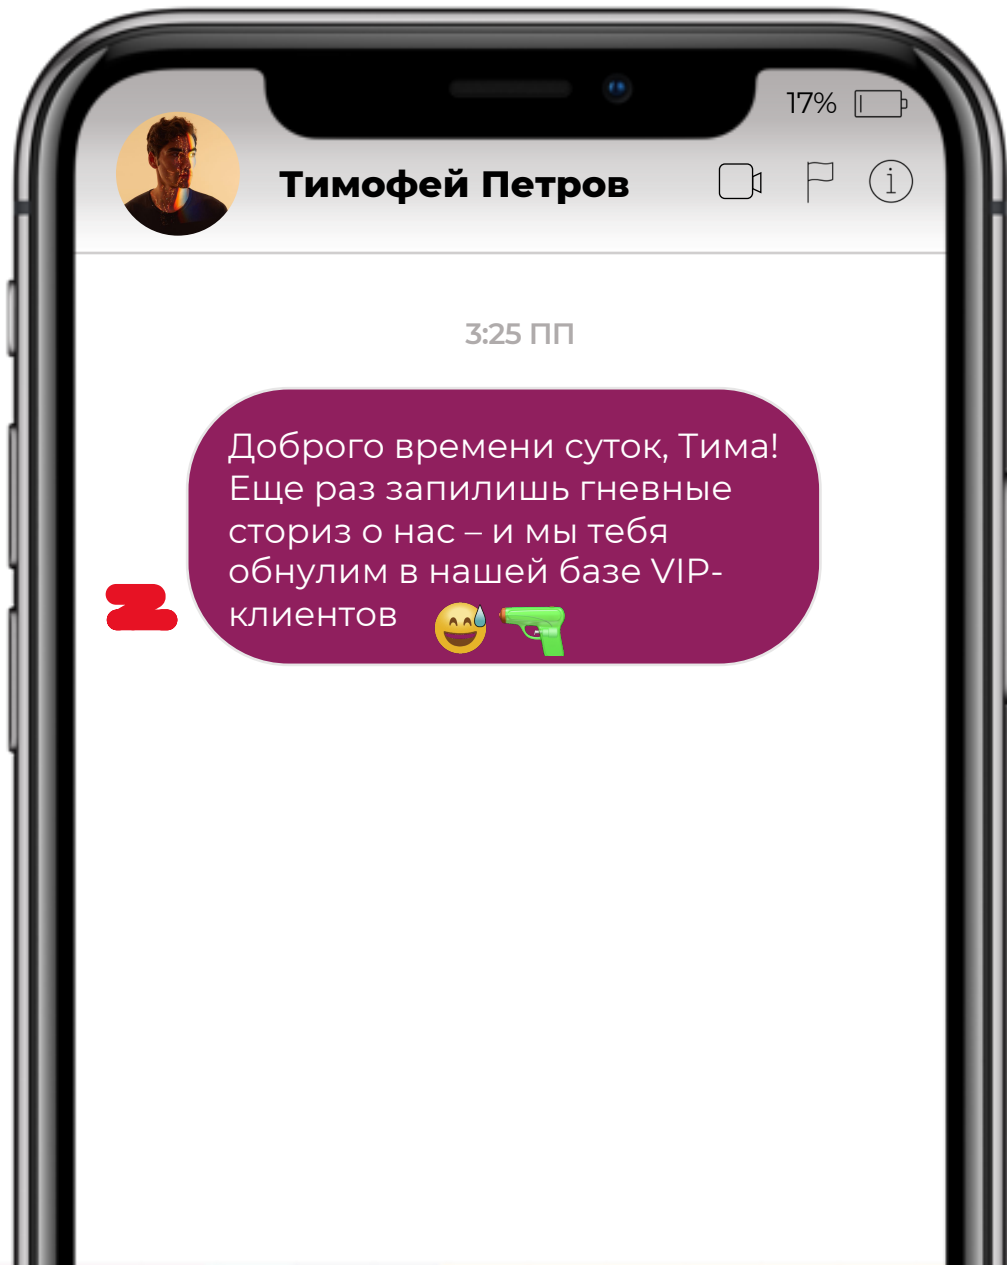 17%
Тимофей Петров
3:25 ПП
Доброго времени суток, Тима!
Еще раз запилишь гневные
сториз о нас – и мы тебя
обнулим в нашей базе VIP-
клиентов